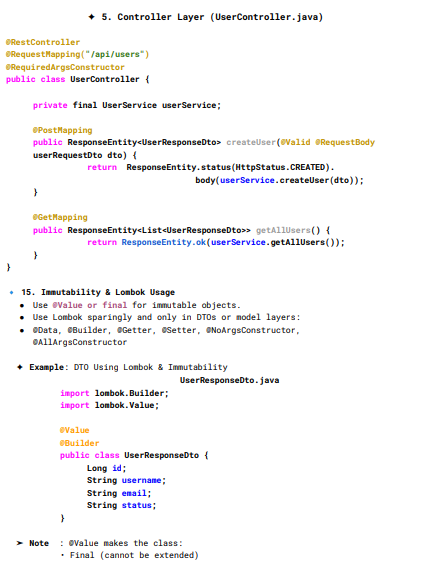 ✦ 5. Controller Layer (UserController.java)
@RestController
@RequestMapping("/api/users")
@RequiredArgsConstructor
public class UserController {
private final UserService userService;
@PostMapping
public ResponseEntity<UserResponseDto> createUser(@Valid @RequestBody
userRequestDto dto) {
return ResponseEntity.status(HttpStatus.CREATED).
body(userService.createUser(dto));
}
@GetMapping
public ResponseEntity<List<UserResponseDto>> getAllUsers() {
return ResponseEntity.ok(userService.getAllUsers());
}
}
🔹 15. Immutability & Lombok Usage
● Use @Value or final for immutable objects.
● Use Lombok sparingly and only in DTOs or model layers:
● @Data, @Builder, @Getter, @Setter, @NoArgsConstructor,
@AllArgsConstructor
✦ Example: DTO Using Lombok & Immutability
UserResponseDto.java
import lombok.Builder;
import lombok.Value;
@Value
@Builder
public class UserResponseDto {
Long id;
String username;
String email;
String status;
}
➤ Note : @Value makes the class:
• Final (cannot be extended)